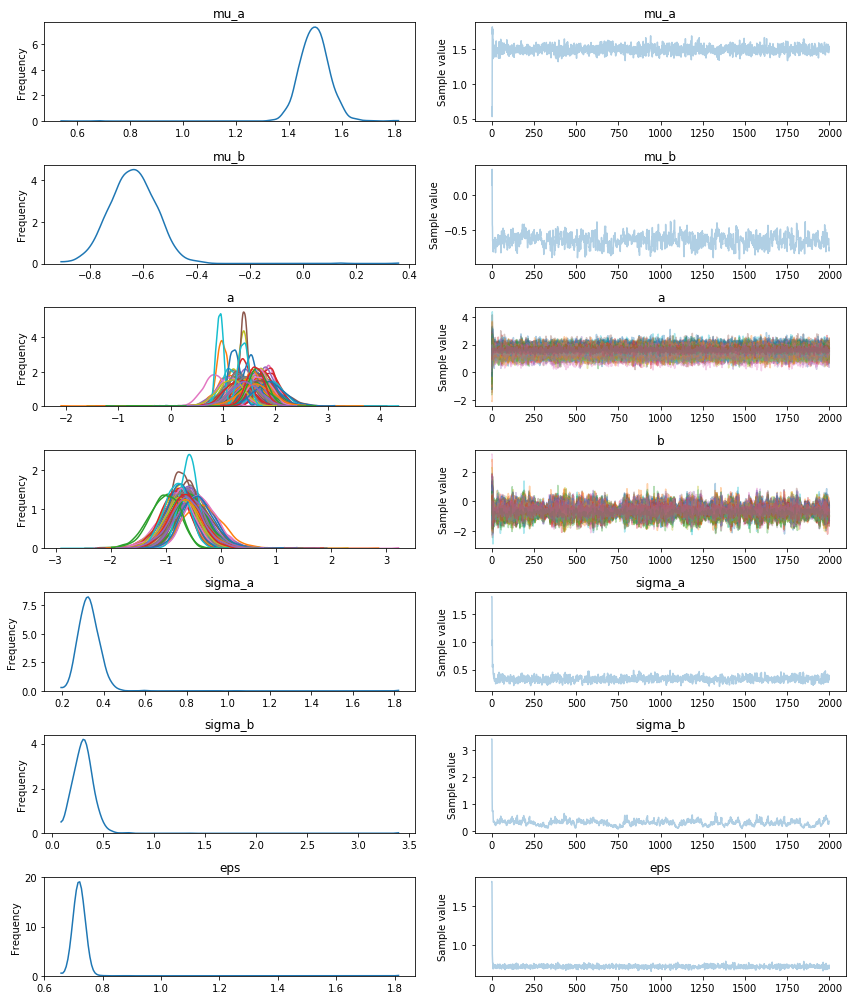 mu_a
Frequency
0 2 4 6
0.6 0.8 1.0 1.2 1.4 1.6 1.8
mu_a
Sample value
0.5 1.0 1.5
0 250 500 750 1000 1250 1500 1750 2000
mu_b
Frequency
0 2 4
−0.8 −0.6 −0.4 −0.2 0.0 0.2 0.4
mu_b
Sample value
−0.5 0.0
0 250 500 750 1000 1250 1500 1750 2000
a
Frequency
0 2 4
−2 −1 0 1 2 3 4
a
Sample value
−2 0 2 4
0 250 500 750 1000 1250 1500 1750 2000
b
Frequency
0 1 2
−3 −2 −1 0 1 2 3
b
Sample value
−2 0 2
0 250 500 750 1000 1250 1500 1750 2000
sigma_a
Frequency
0.0 2.5 5.0 7.5
0.2 0.4 0.6 0.8 1.0 1.2 1.4 1.6 1.8
sigma_a
Sample value
0.5 1.0 1.5
0 250 500 750 1000 1250 1500 1750 2000
sigma_b
Frequency
0 2 4
0.0 0.5 1.0 1.5 2.0 2.5 3.0 3.5
sigma_b
Sample value
0 1 2 3
0 250 500 750 1000 1250 1500 1750 2000
eps
Frequency
0 10 20
0.6 0.8 1.0 1.2 1.4 1.6 1.8
eps
Sample value
1.0 1.5
0 250 500 750 1000 1250 1500 1750 2000